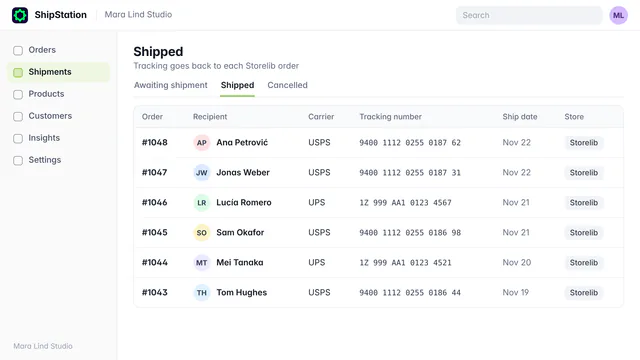 ShipStation
Mara Lind Studio
Search
ML
Orders
Shipments
Products
Customers
Insights
Settings
Mara Lind Studio
Shipped
Tracking goes back to each Storelib order
Awaiting shipment Shipped Cancelled
Order Recipient Carrier Tracking number Ship date Store
#1048 AP Ana Petrović USPS 9400 1112 0255 0187 62 Nov 22 Storelib
#1047 JW Jonas Weber USPS 9400 1112 0255 0187 31 Nov 22 Storelib
#1046 LR Lucía Romero UPS 1Z 999 AA1 0123 4567 Nov 21 Storelib
#1045 SO Sam Okafor USPS 9400 1112 0255 0186 98 Nov 21 Storelib
#1044 MT Mei Tanaka UPS 1Z 999 AA1 0123 4521 Nov 20 Storelib
#1043 TH Tom Hughes USPS 9400 1112 0255 0186 44 Nov 19 Storelib